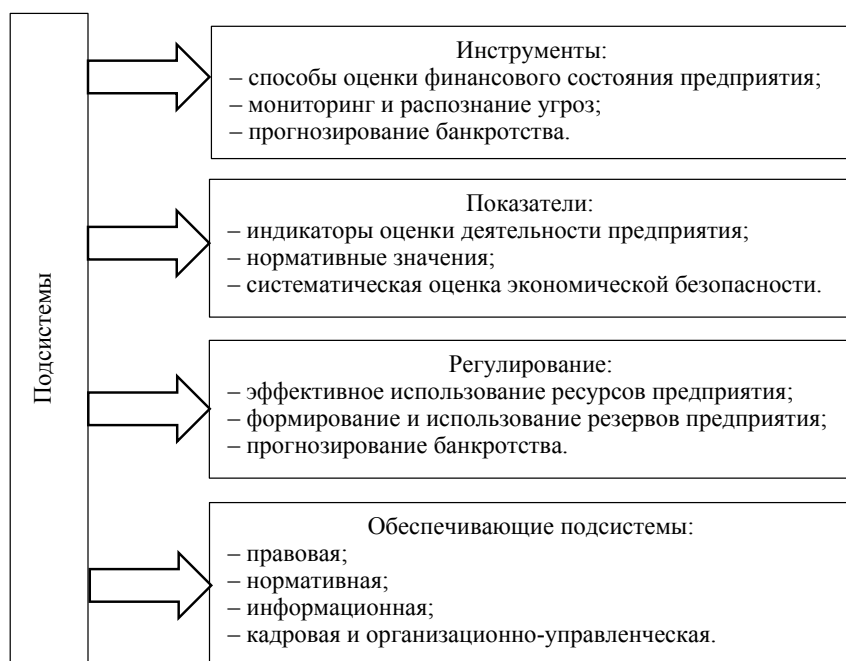 Подсистемы
Инструменты:
– способы оценки финансового состояния предприятия;
– мониторинг и распознание угроз;
– прогнозирование банкротства.
Показатели:
– индикаторы оценки деятельности предприятия;
– нормативные значения;
– систематическая оценка экономической безопасности.
Регулирование:
– эффективное использование ресурсов предприятия;
– формирование и использование резервов предприятия;
– прогнозирование банкротства.
Обеспечивающие подсистемы:
– правовая;
– нормативная;
– информационная;
– кадровая и организационно-управленческая.